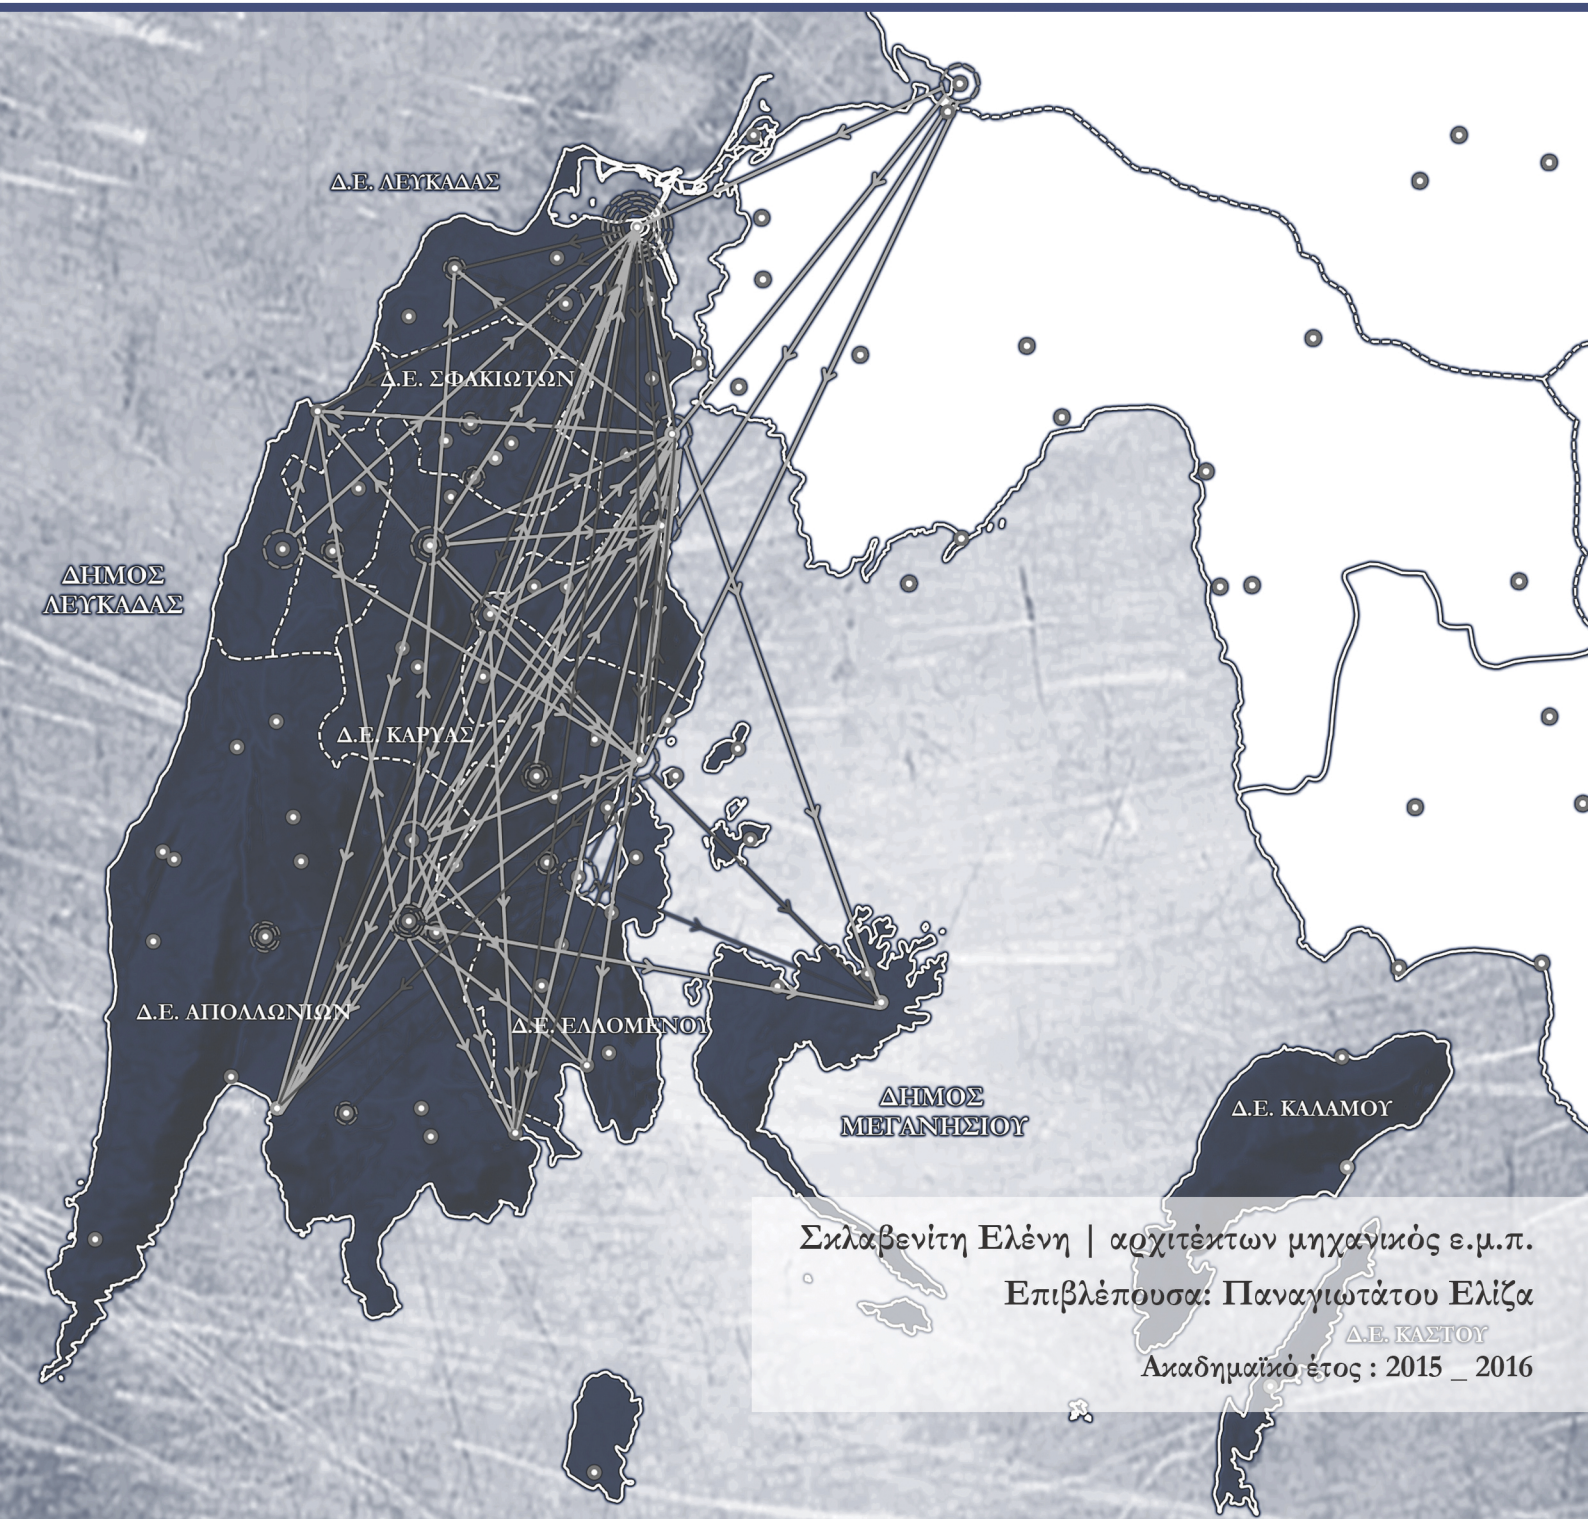 Δ.Ε. ΛΕΥΚΑΔΑΣ
Δ.Ε. ΣΦΑΚΙΩΤΩΝ
ΔΗΜΟΣ
ΛΕΥΚΑΔΑΣ
Δ.Ε. ΚΑΡΥΑΣ
Δ.Ε. ΑΠΟΛΛΩΝΙΩΝ
Δ.Ε. ΕΛΛΟΜΕΝΟΥ
ΔΗΜΟΣ
ΜΕΓΑΝΗΣΙΟΥ
Δ.Ε. ΚΑΛΑΜΟΥ
Σκλαβενίτη Ελένη | αρχιτέκτων μηχανικός ε.μ.π.
Επιβλέπουσα: Παναγιωτάτου Ελίζα
Δ.Ε. ΚΑΣΤΟΥ
Ακαδημαϊκό έτος : 2015 _ 2016